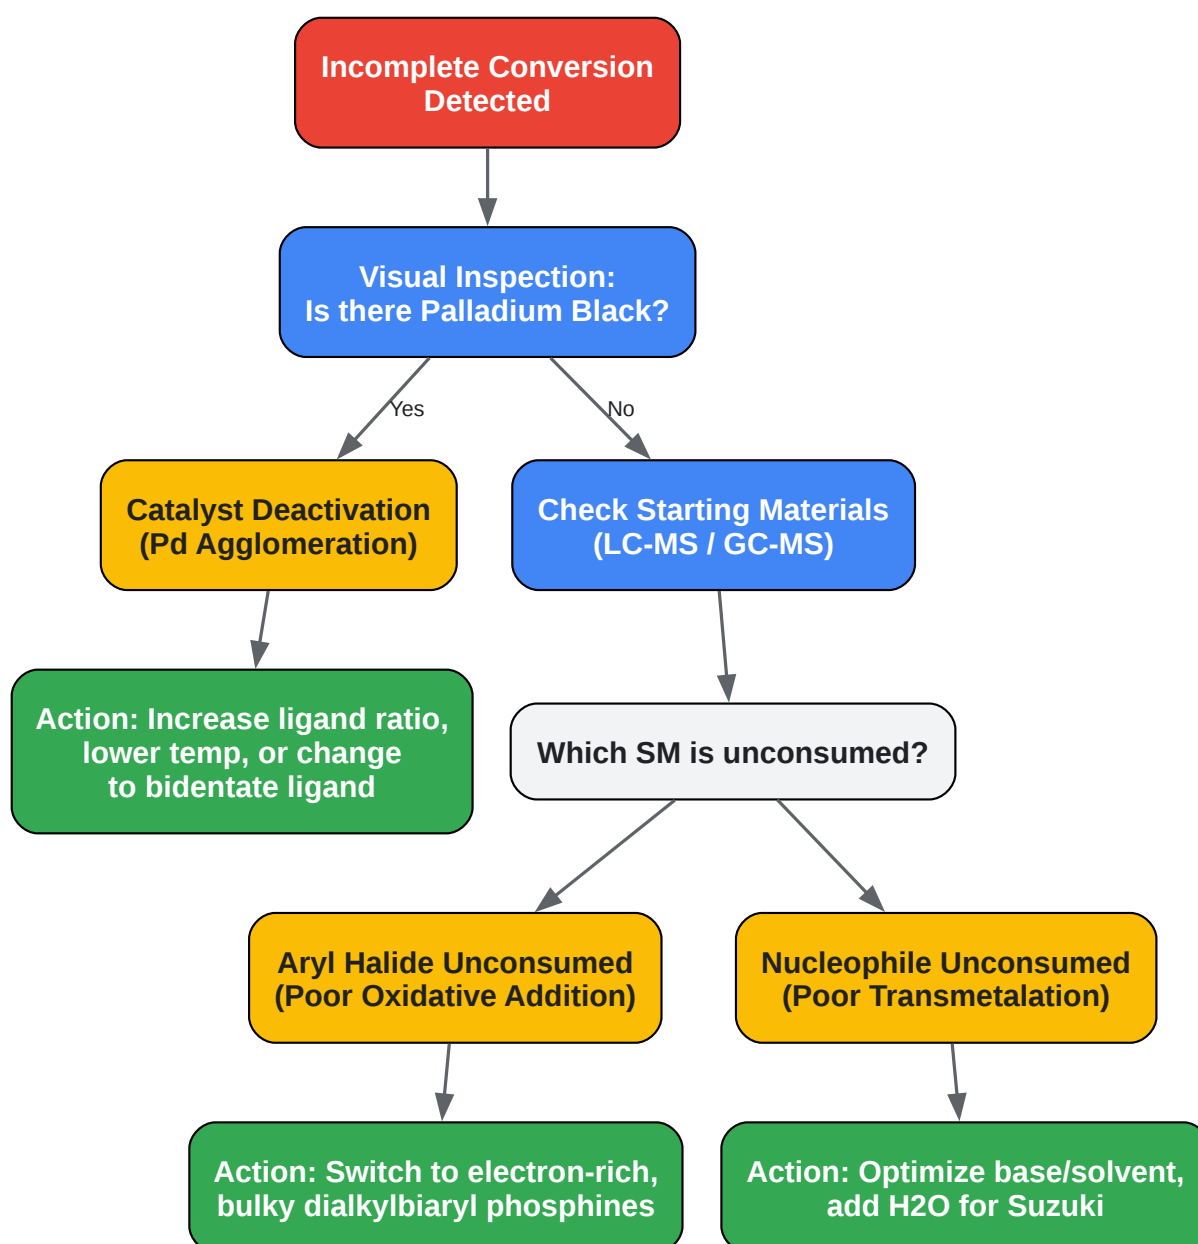 Incomplete Conversion
Detected
Visual Inspection:
Is there Palladium Black?
Yes
No
Catalyst Deactivation
(Pd Agglomeration)
Check Starting Materials
(LC-MS / GC-MS)
Action: Increase ligand ratio,
lower temp, or change
to bidentate ligand
Which SM is unconsumed?
Aryl Halide Unconsumed
(Poor Oxidative Addition)
Nucleophile Unconsumed
(Poor Transmetalation)
Action: Switch to electron-rich,
bulky dialkylbiaryl phosphines
Action: Optimize base/solvent,
add H2O for Suzuki